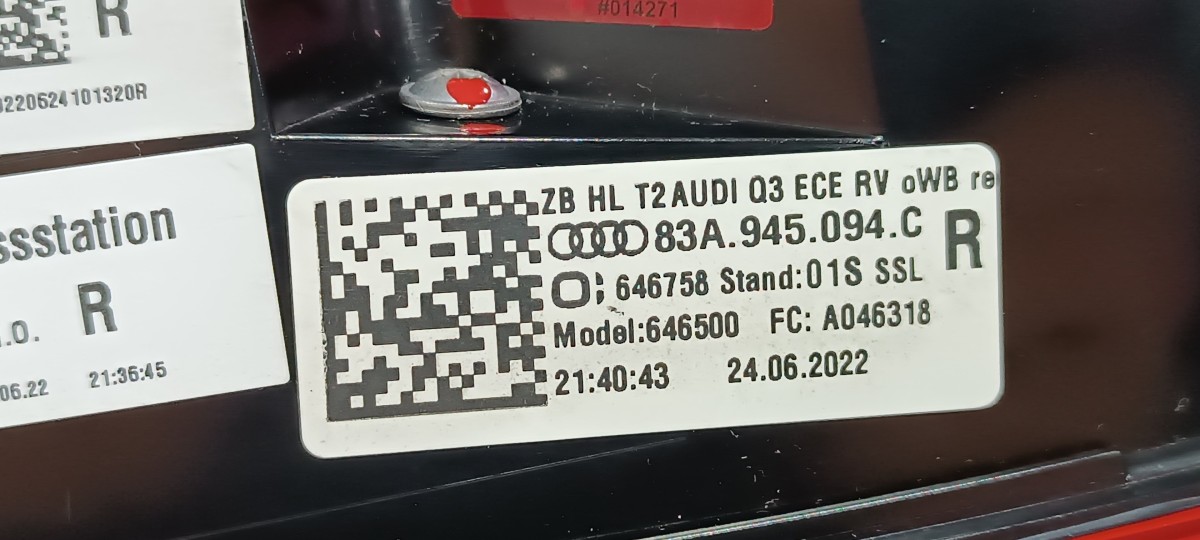 #014271
R
220624101320R
ssstation
R
.o.
06.22 21:36:45
ZB HL T2AUDI Q3 ECE RV oWB re
83A.945.094.C R
646758 Stand:01S SSL
Model:646500 FC: A046318
21:40:43 24.06.2022